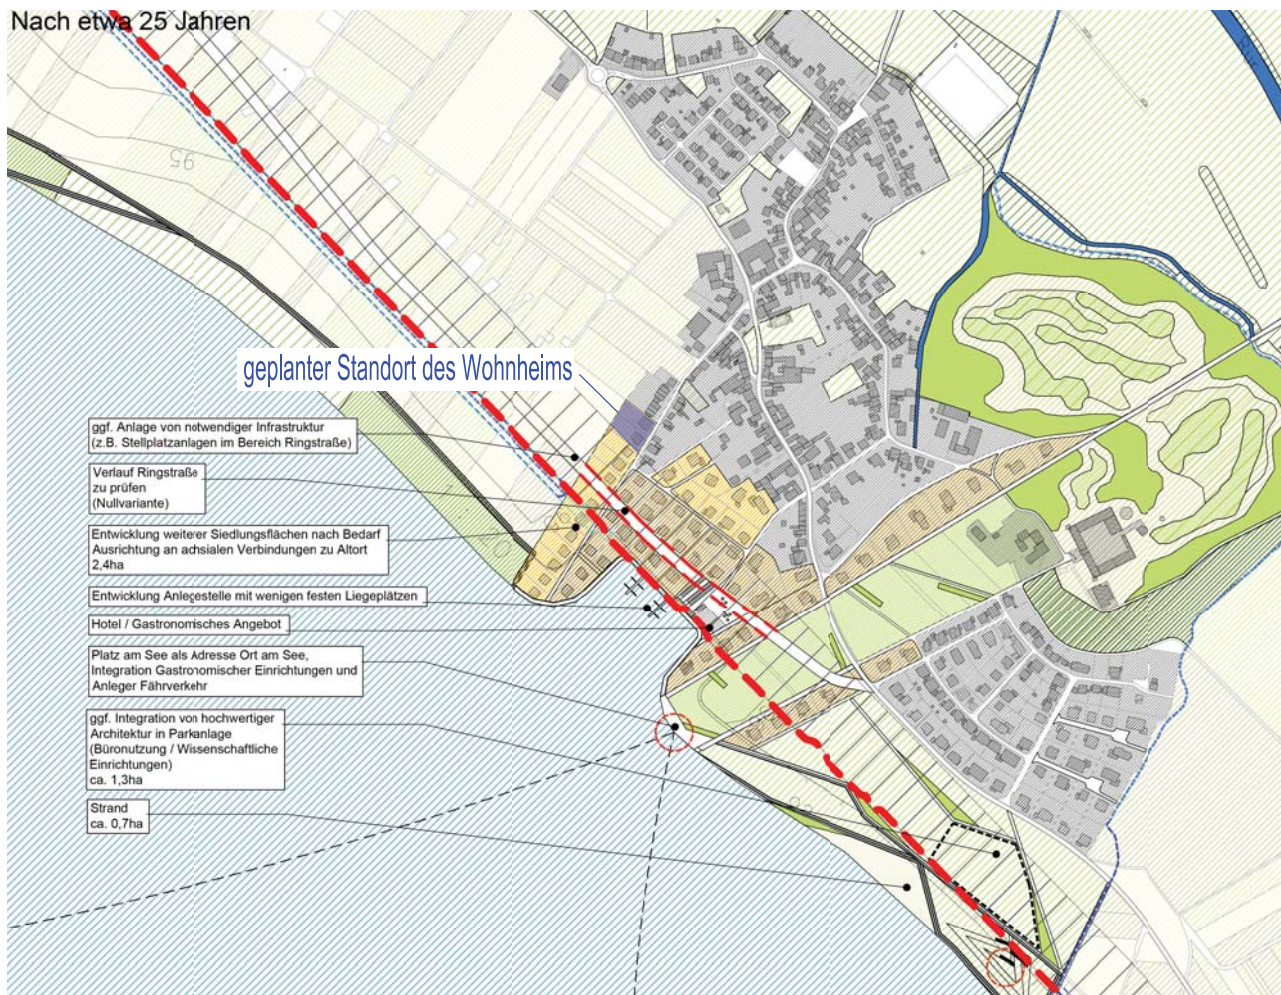 Nach etwa 25 Jahren
95
geplanter Standort des Wohnheims
ggf. Anlage von notwendiger Infrastruktur
(z.B. Stellplatzanlagen im Bereich Ringstraße)
Verlauf Ringstraße
zu prüfen
(Nullvariante)
Entwicklung weiterer Siedlungsflächen nach Bedarf
Ausrichtung an achsialen Verbindungen zu Altort
2,4ha
Entwicklung Anlegestelle mit wenigen festen Liegeplätzen
Hotel / Gastronomisches Angebot
Platz am See als Adresse Ort am See,
Integration Gastronomischer Einrichtungen und
Anleger Fährverkehr
ggf. Integration von hochwertiger
Architektur in Parkanlage
(Büronutzung / Wissenschaftliche
Einrichtungen)
ca. 1,3ha
Strand
ca. 0,7ha